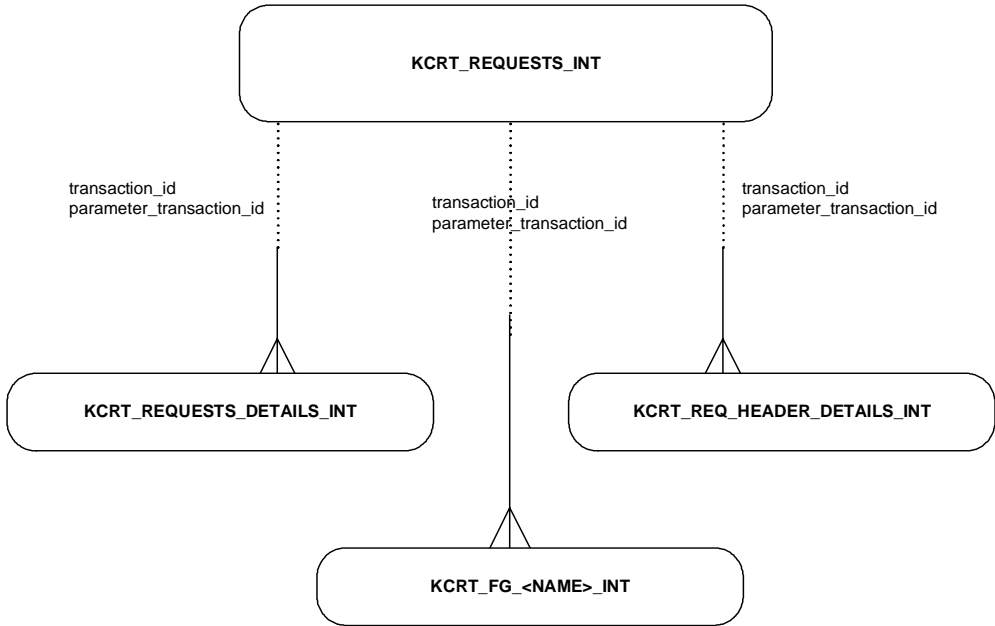 KCRT_REQUESTS_INT
transaction_id
parameter_transaction_id
transaction_id
parameter_transaction_id
transaction_id
parameter_transaction_id
KCRT_REQUESTS_DETAILS_INT
KCRT_REQ_HEADER_DETAILS_INT
KCRT_FG_<NAME>_INT